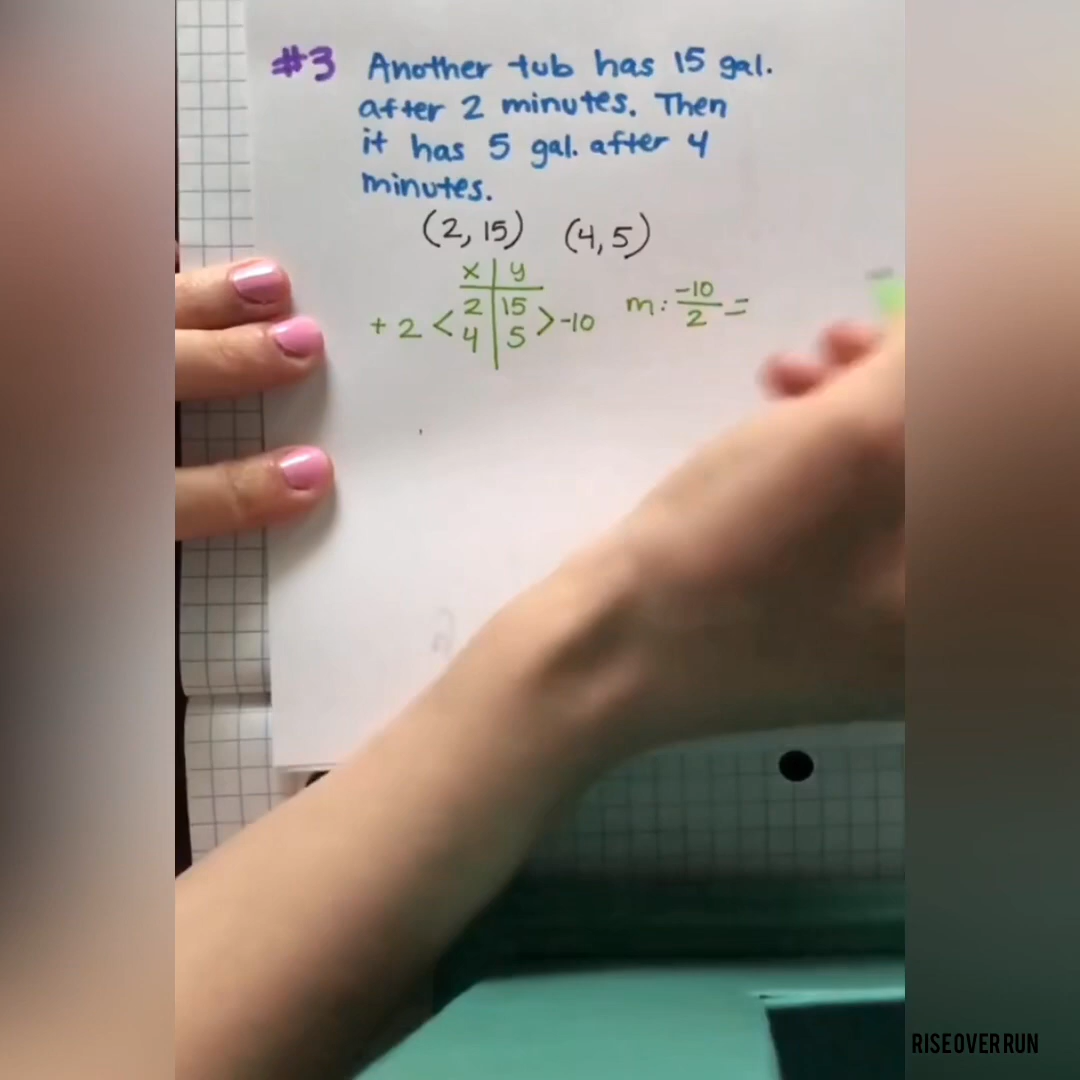 #3 Another tub has 15 gal.
after 2 minutes. Then
it has 5 gal. after 4
minutes.
(2, 15) (4, 5)
x y
2 15
+2 < > -10 m: -10/2 =
4 5
RISE OVER RUN